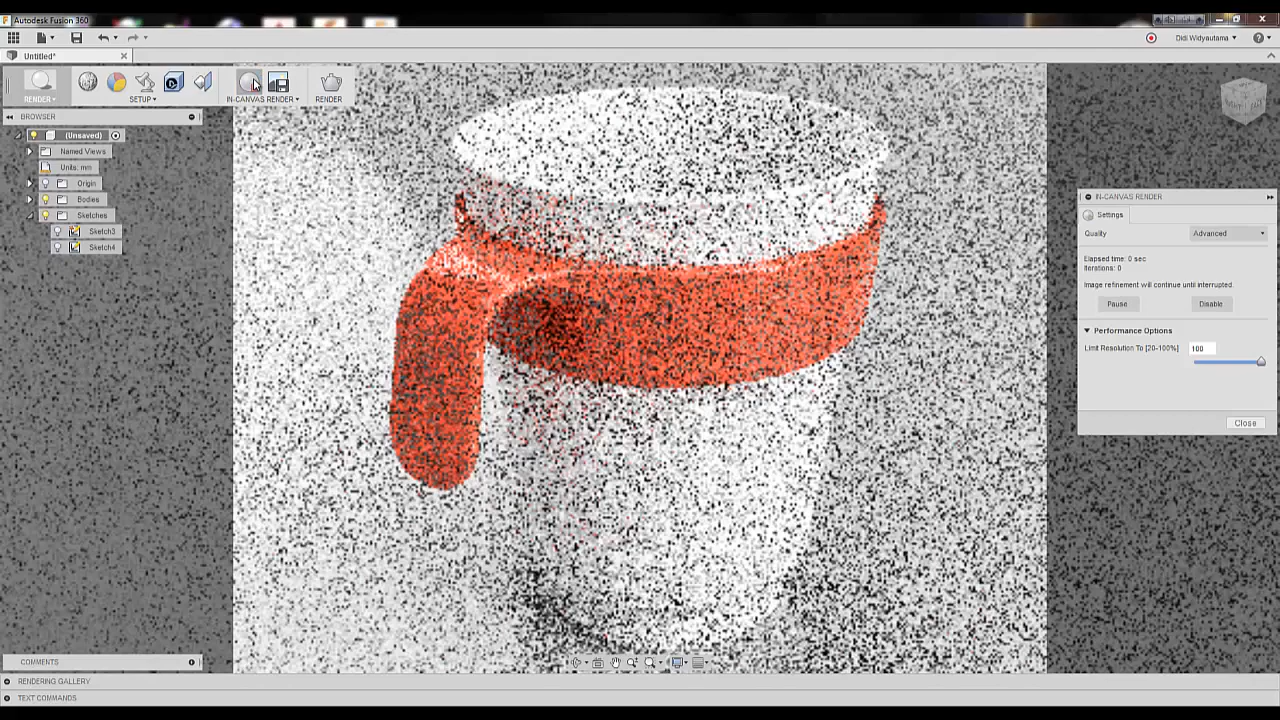 Autodesk Fusion 360
Didi Widyautama
Untitled*
RENDER
SETUP
IN-CANVAS RENDER
RENDER
BROWSER
(Unsaved)
Named Views
Units: mm
Origin
Bodies
Sketches
Sketch3
Sketch4
IN-CANVAS RENDER
Settings
Quality Advanced
Elapsed time: 0 sec
Iterations: 0
Image refinement will continue until interrupted.
Pause Disable
Performance Options
Limit Resolution To [20-100%] 100
Close
COMMENTS
RENDERING GALLERY
TEXT COMMANDS